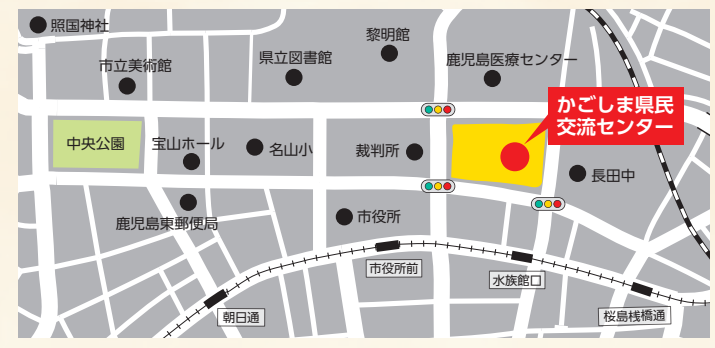 照国神社
黎明館
市立美術館
県立図書館
鹿児島医療センター
かごしま県民
交流センター
中央公園
宝山ホール
名山小
裁判所
長田中
鹿児島東郵便局
市役所
市役所前
水族館口
朝日通
桜島桟橋通